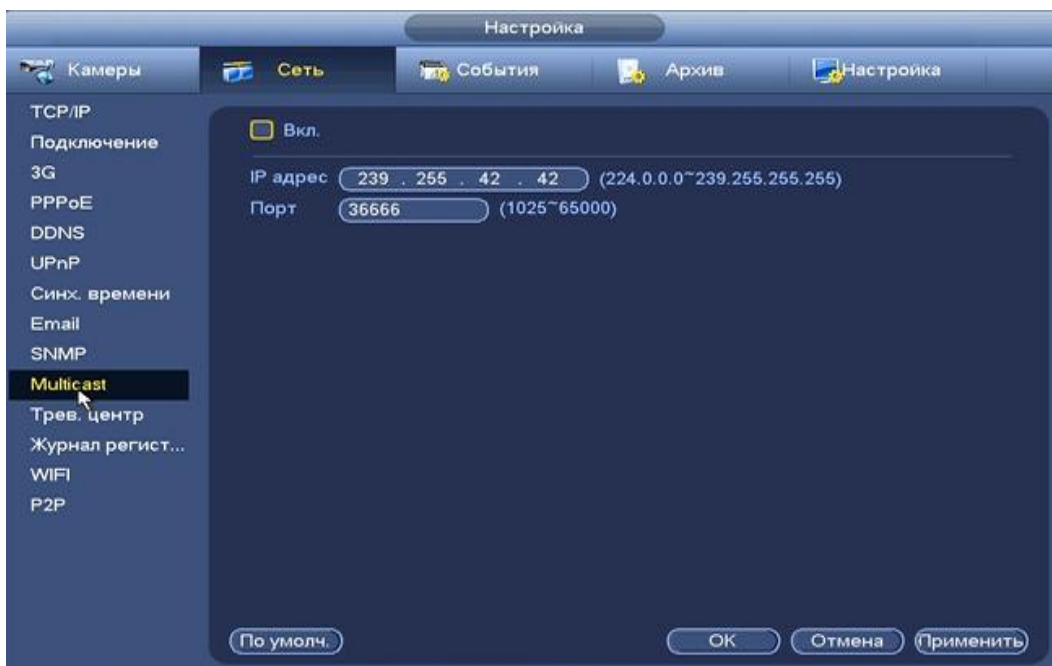 Настройка
Камеры
Сеть
События
Архив
Настройка
TCP/IP
Подключение
3G
PPPoE
DDNS
UPnP
Синх. времени
Email
SNMP
Multicast
Трев. центр
Журнал регист...
WIFI
P2P
Вкл.
IP адрес 239 . 255 . 42 . 42 (224.0.0.0~239.255.255.255)
Порт 36666 (1025~65000)
По умолч. OK Отмена Применить